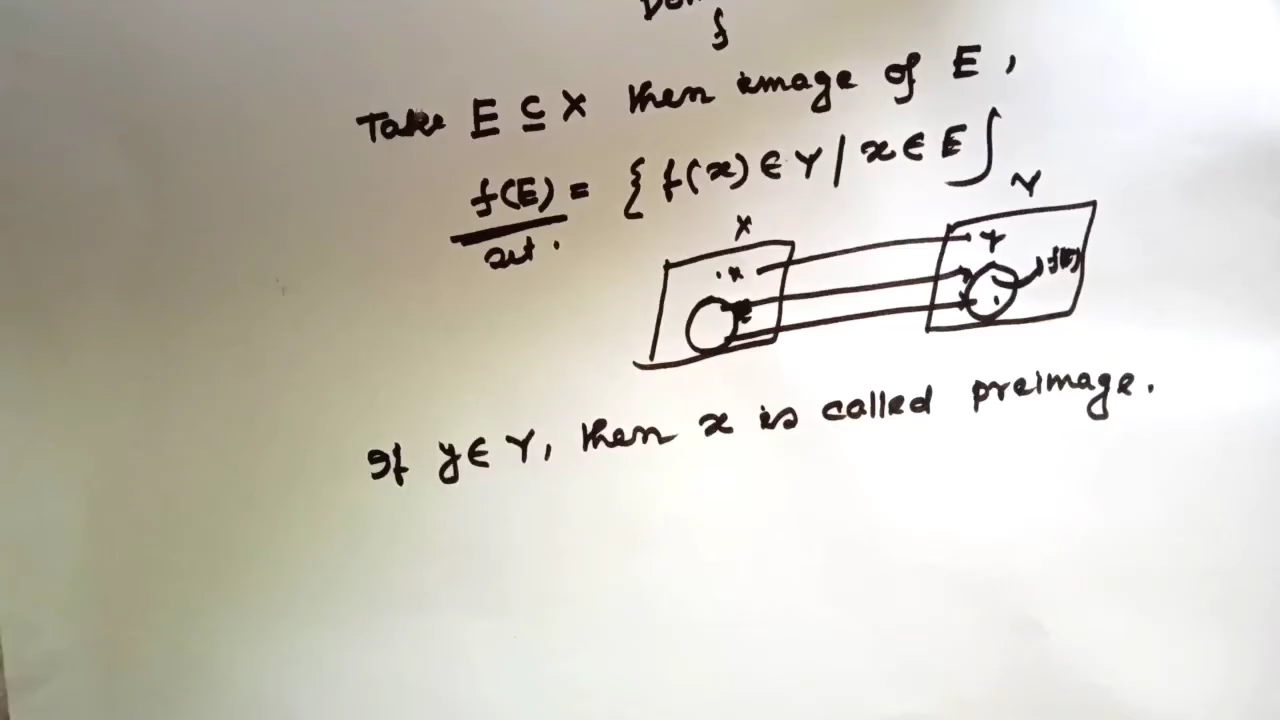 f
Take E ⊆ X then image of E,
f(E) = { f(x) ∈ Y / x ∈ E }
set.
X
Y
.x
y
E
f(E)
If y ∈ Y, then x is called preimage.